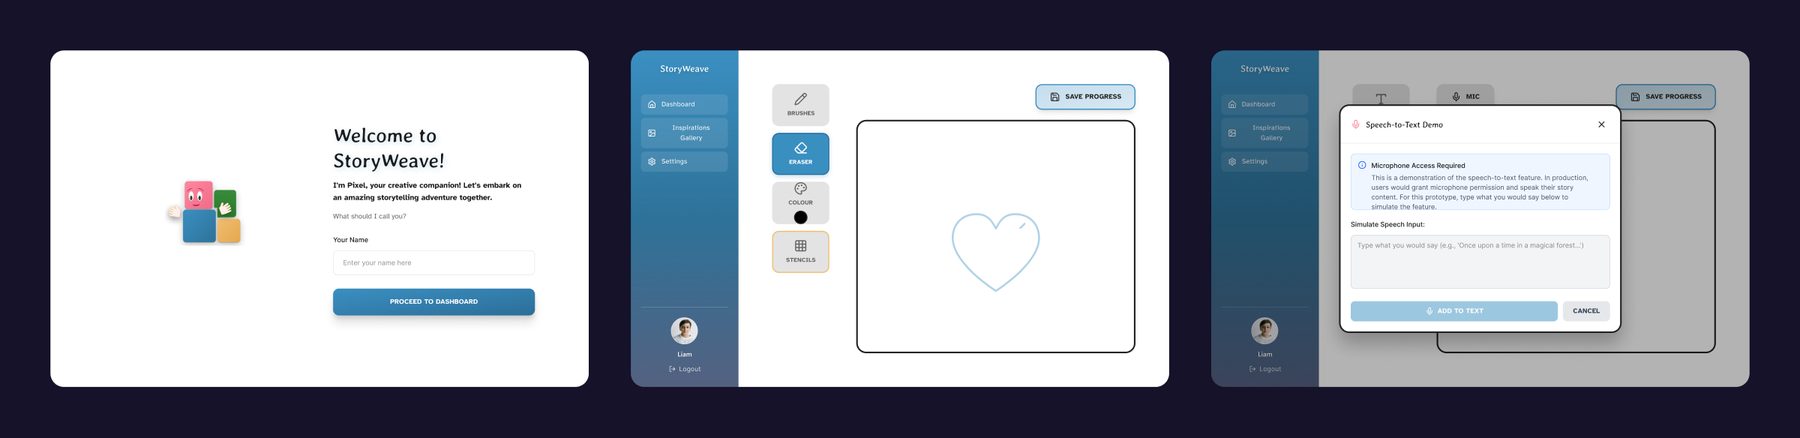 Welcome to
StoryWeave!
I'm Pixel, your creative companion! Let's embark on
an amazing storytelling adventure together.
What should I call you?
Your Name
Enter your name here
PROCEED TO DASHBOARD
StoryWeave
Dashboard
Inspirations
Gallery
Settings
Liam
Logout
BRUSHES
ERASER
COLOUR
STENCILS
SAVE PROGRESS
StoryWeave
Dashboard
Inspirations
Gallery
Settings
Liam
Logout
T
MIC
SAVE PROGRESS
Speech-to-Text Demo
Microphone Access Required
This is a demonstration of the speech-to-text feature. In production,
users would grant microphone permission and speak their story
content. For this prototype, type what you would say below to
simulate the feature.
Simulate Speech Input:
Type what you would say (e.g., 'Once upon a time in a magical forest...')
ADD TO TEXT
CANCEL